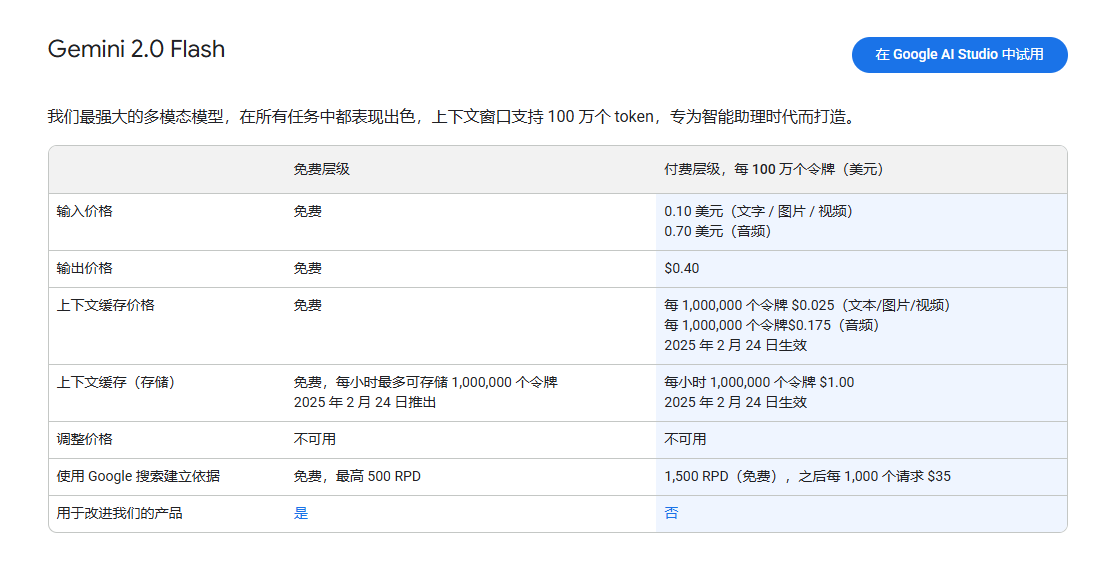 Gemini 2.0 Flash
在 Google AI Studio 中试用
我们最强大的多模态模型，在所有任务中都表现出色，上下文窗口支持 100 万个 token，专为智能助理时代而打造。
免费层级
付费层级，每 100 万个令牌（美元）
输入价格
免费
0.10 美元（文字 / 图片 / 视频）
0.70 美元（音频）
输出价格
免费
$0.40
上下文缓存价格
免费
每 1,000,000 个令牌 $0.025（文本/图片/视频）
每 1,000,000 个令牌$0.175（音频）
2025 年 2 月 24 日生效
上下文缓存（存储）
免费，每小时最多可存储 1,000,000 个令牌
2025 年 2 月 24 日推出
每小时 1,000,000 个令牌 $1.00
2025 年 2 月 24 日生效
调整价格
不可用
不可用
使用 Google 搜索建立依据
免费，最高 500 RPD
1,500 RPD（免费），之后每 1,000 个请求 $35
用于改进我们的产品
是
否